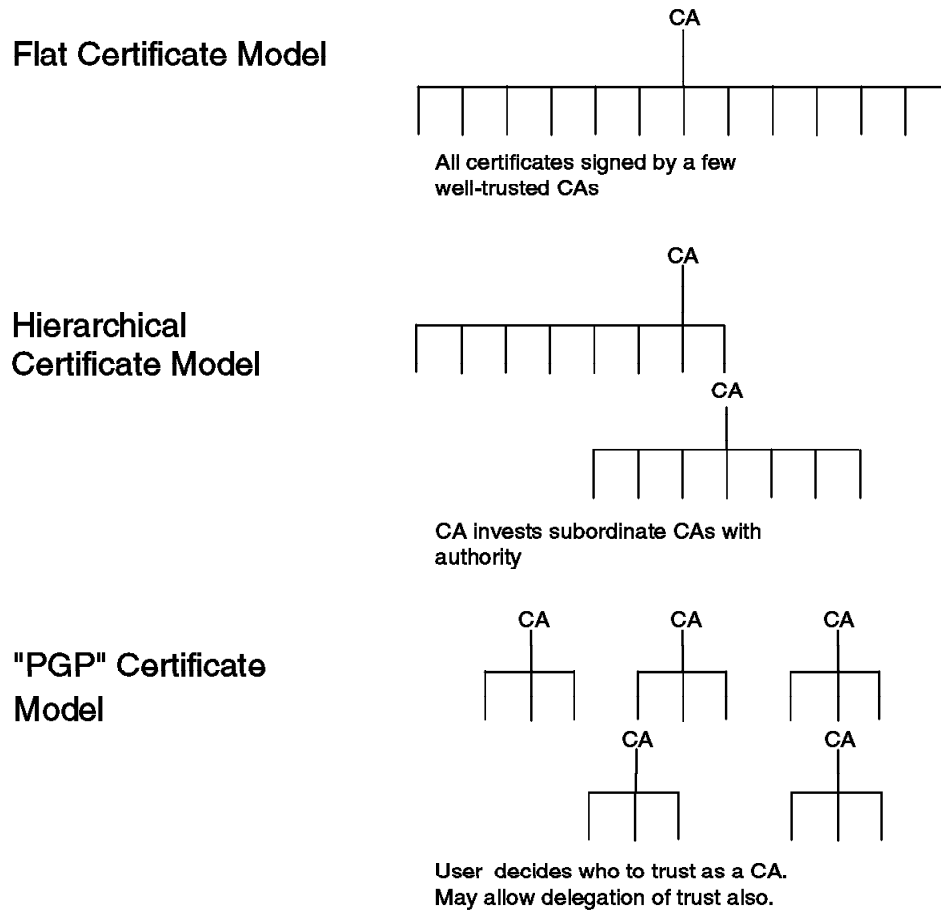 CA
Flat Certificate Model
All certificates signed by a few
well-trusted CAs
CA
Hierarchical
Certificate Model
CA
CA invests subordinate CAs with
authority
CA CA CA
"PGP" Certificate
Model
CA CA
User decides who to trust as a CA.
May allow delegation of trust also.